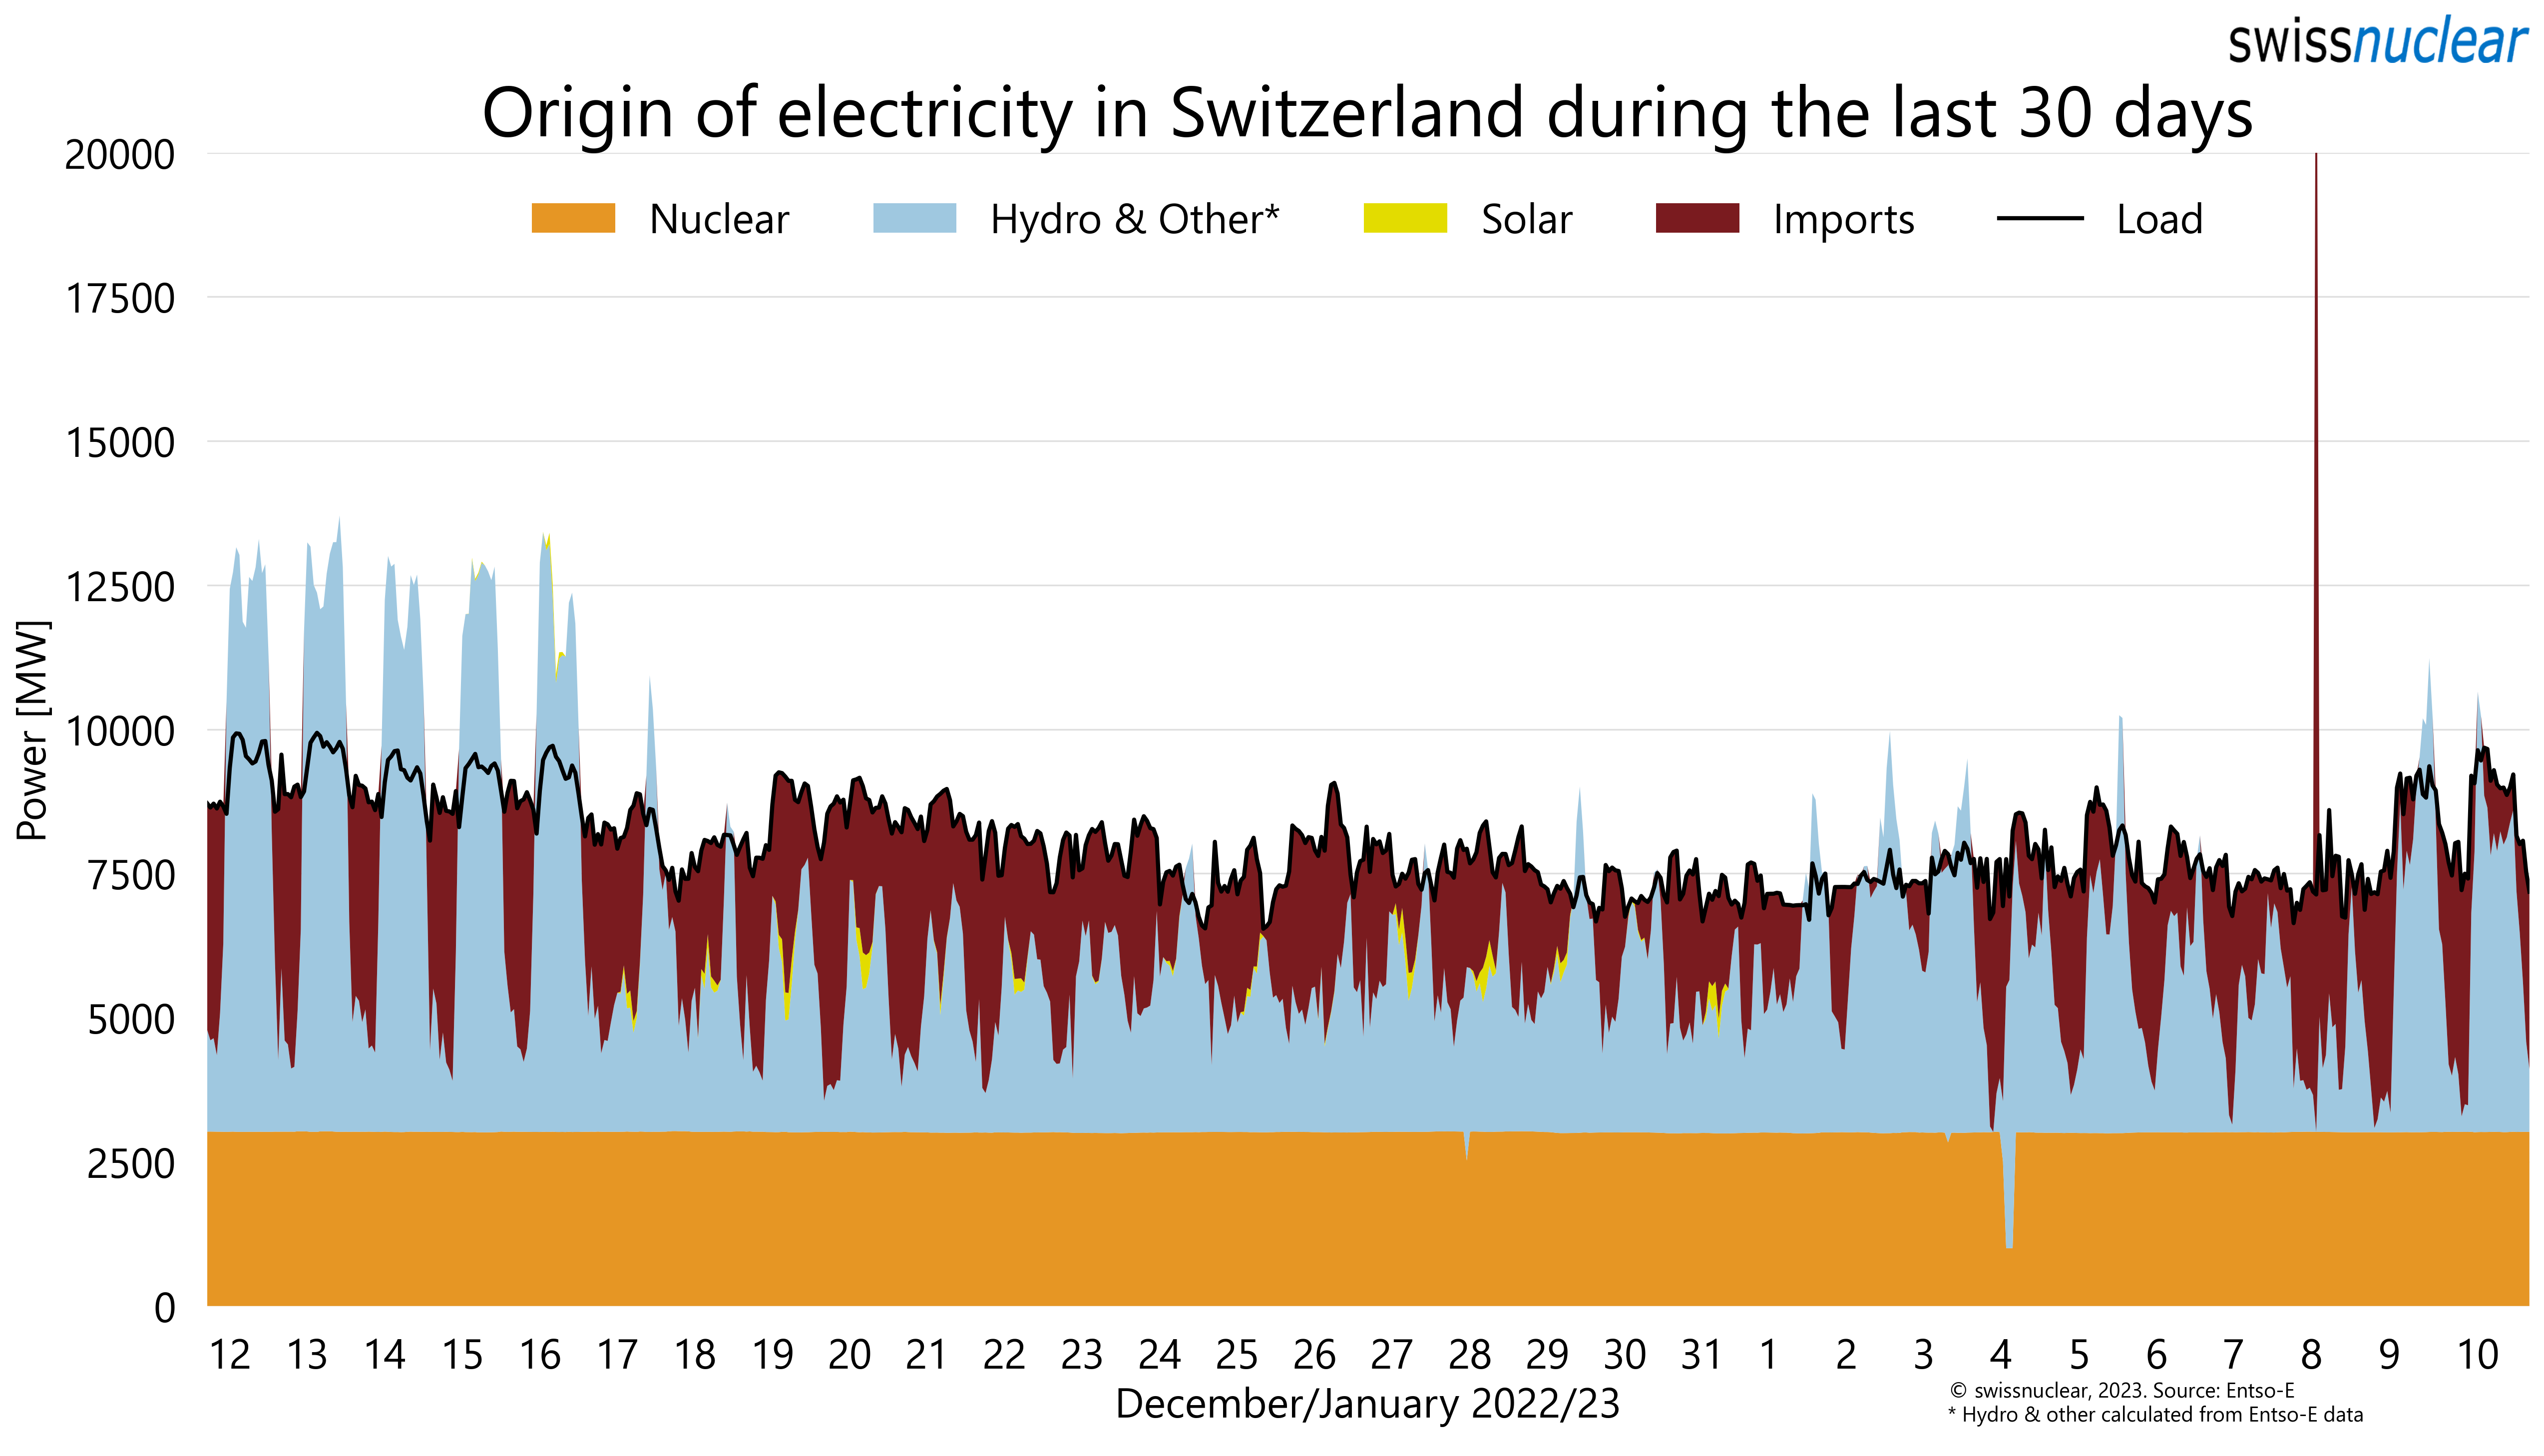 swissnuclear
Origin of electricity in Switzerland during the last 30 days
Nuclear Hydro & Other* Solar Imports Load
20000
17500
15000
12500
10000
7500
5000
2500
0
Power [MW]
12 13 14 15 16 17 18 19 20 21 22 23 24 25 26 27 28 29 30 31 1 2 3 4 5 6 7 8 9 10
December/January 2022/23
© swissnuclear, 2023. Source: Entso-E
* Hydro & other calculated from Entso-E data